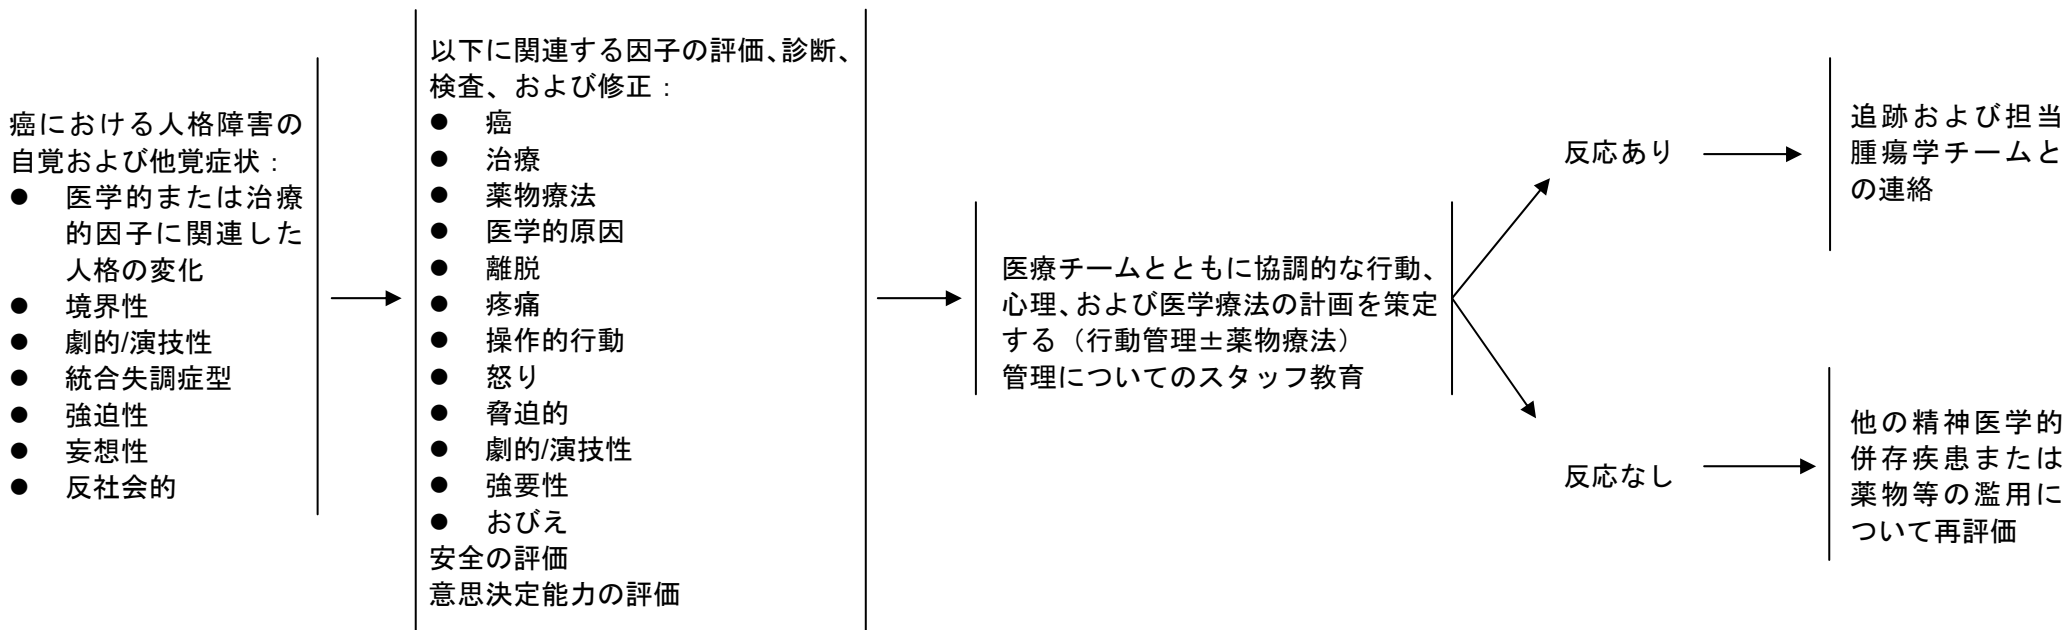 癌における人格障害の
自覚および他覚症状：
● 医学的または治療
的因子に関連した
人格の変化
● 境界性
● 劇的/演技性
● 統合失調症型
● 強迫性
● 妄想性
● 反社会的
以下に関連する因子の評価、診断、
検査、および修正：
● 癌
● 治療
● 薬物療法
● 医学的原因
● 離脱
● 疼痛
● 操作的行動
● 怒り
● 脅迫的
● 劇的/演技性
● 強要性
● おびえ
安全の評価
意思決定能力の評価
医療チームとともに協調的な行動、
心理、および医学療法の計画を策定
する（行動管理±薬物療法）
管理についてのスタッフ教育
反応あり
追跡および担当
腫瘍学チームと
の連絡
反応なし
他の精神医学的
併存疾患または
薬物等の濫用に
ついて再評価